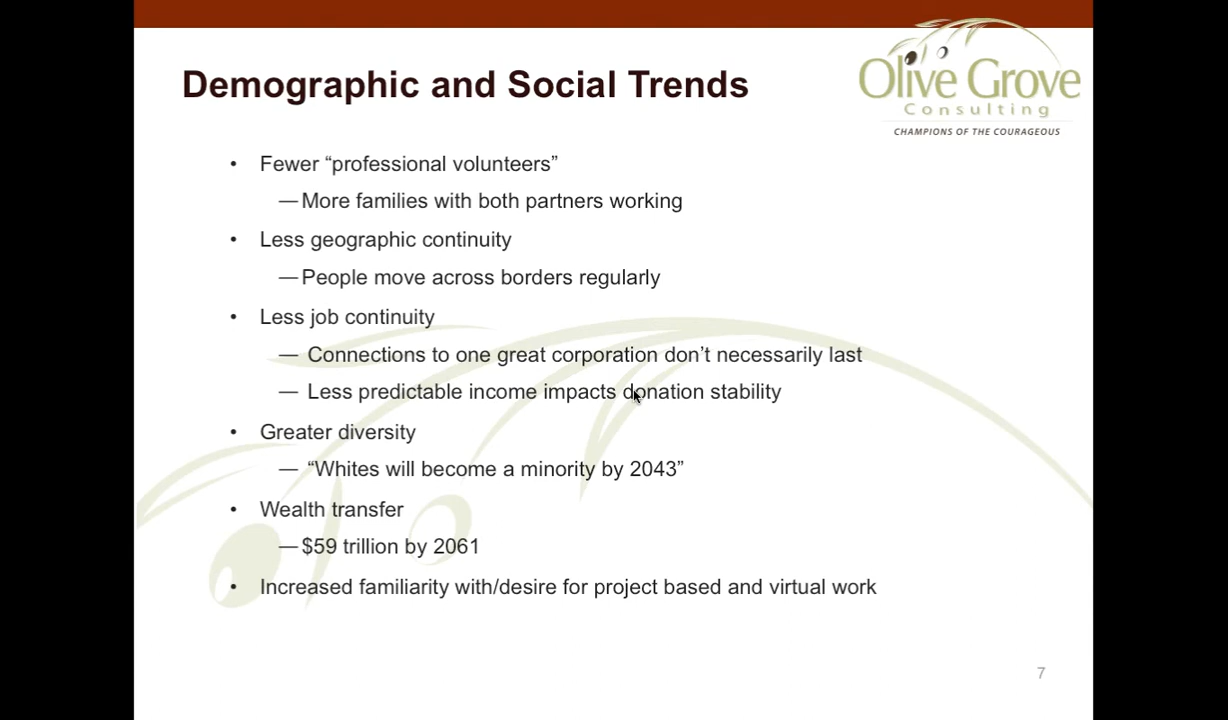 Demographic and Social Trends
Olive Grove
Consulting
CHAMPIONS OF THE COURAGEOUS
• Fewer “professional volunteers”
— More families with both partners working
• Less geographic continuity
— People move across borders regularly
• Less job continuity
— Connections to one great corporation don’t necessarily last
— Less predictable income impacts donation stability
• Greater diversity
— “Whites will become a minority by 2043”
• Wealth transfer
— $59 trillion by 2061
• Increased familiarity with/desire for project based and virtual work
7